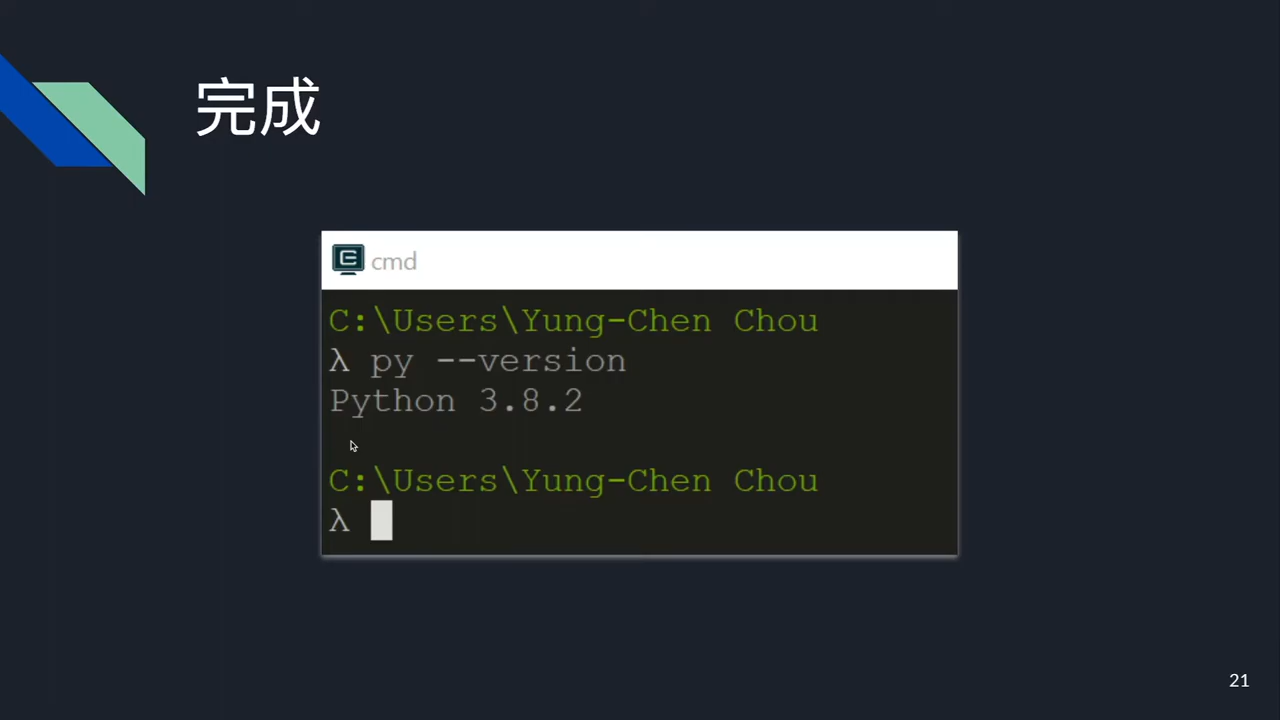 完成
cmd
C:\Users\Yung-Chen Chou
λ py --version
Python 3.8.2
C:\Users\Yung-Chen Chou
λ
21